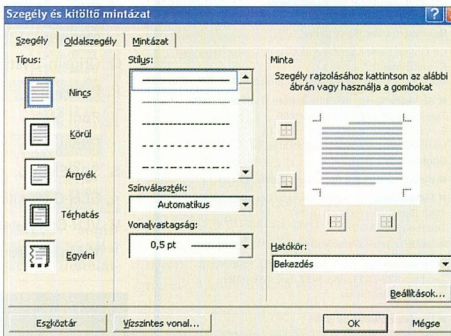 Szegély és kitöltő mintázat
Szegély
Oldalszegély
Mintázat
Típus:
Nincs
Körül
Árnyék
Térhatás
Egyéni
Stílus:
Színválaszték:
Automatikus
Vonalvastagság:
0,5 pt
Minta
Szegély rajzolásához kattintson az alábbi
ábrán vagy használja a gombokat
Hatókör:
Bekezdés
Beállítások...
Eszköztár
Vízszintes vonal...
OK
Mégse